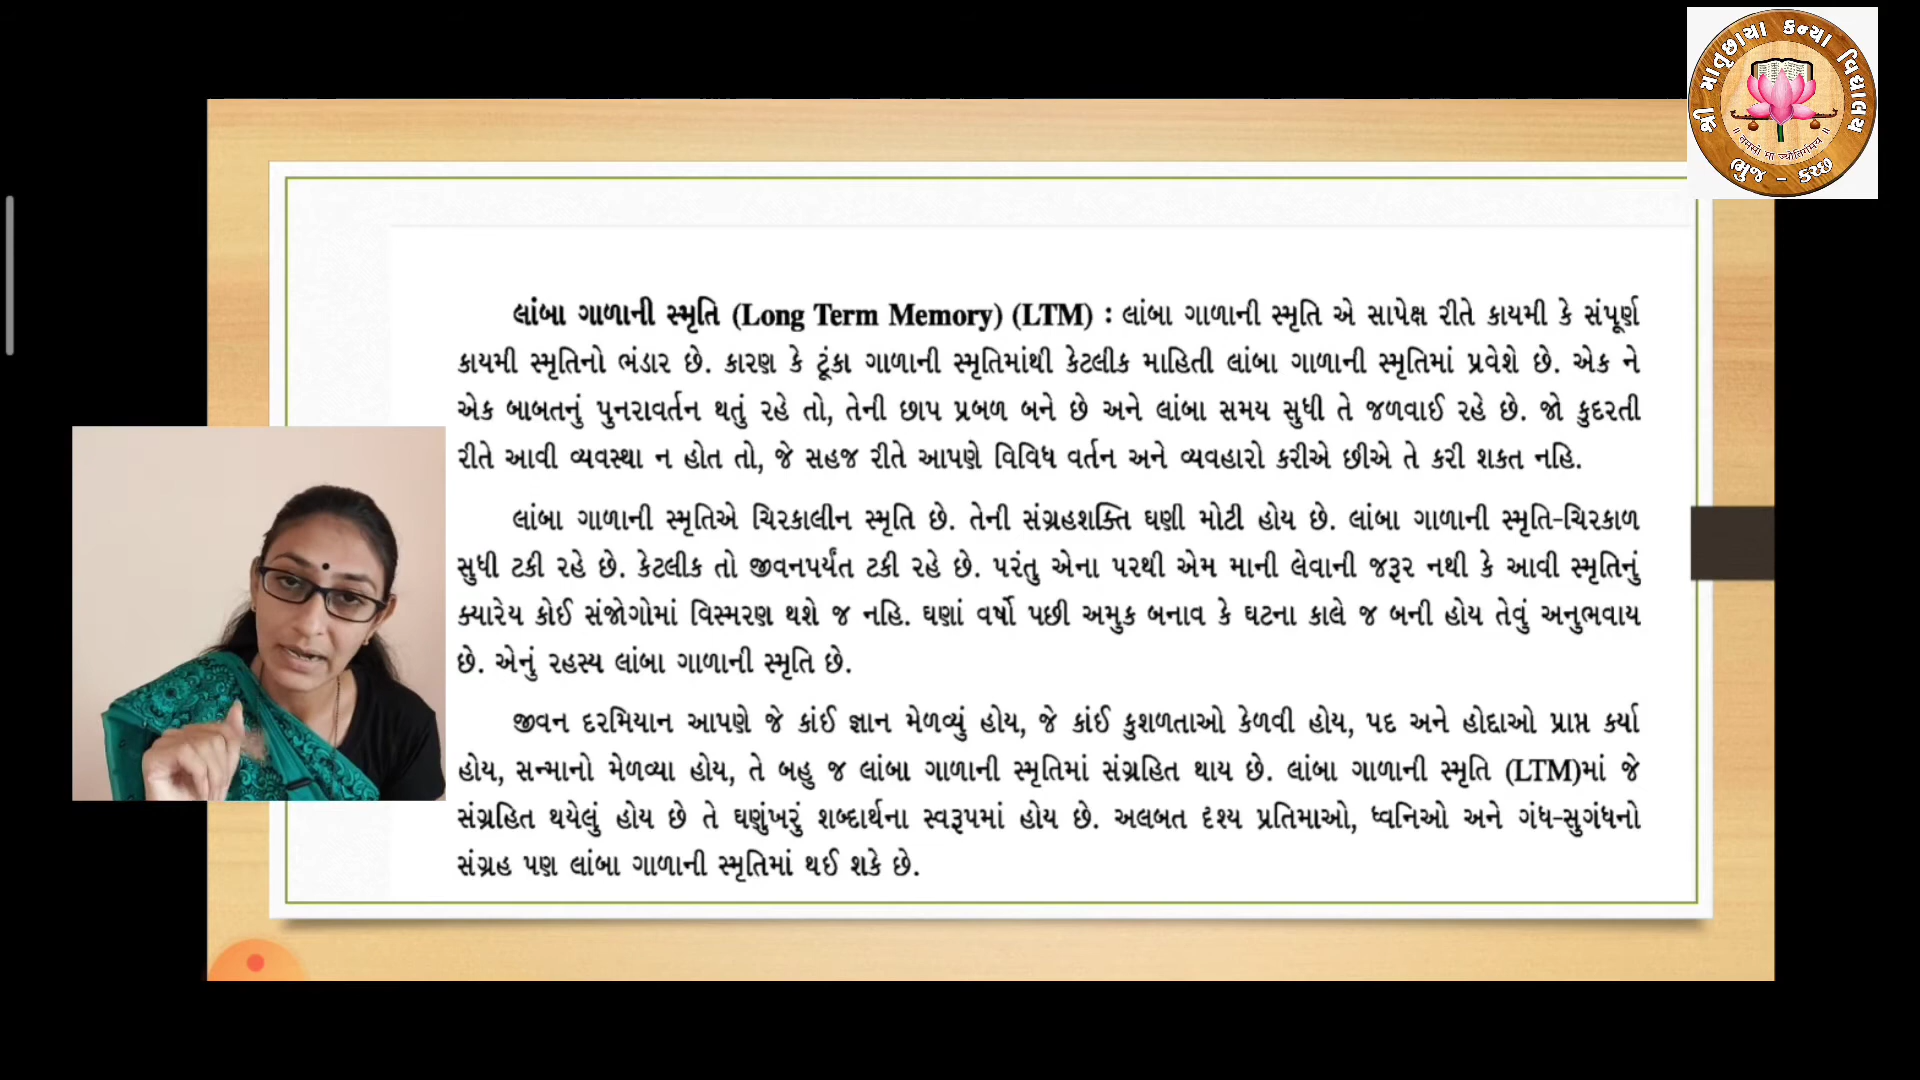 શ્રી માતૃછાયા કન્યા વિદ્યાલય
॥ તમસો મા જ્યોતિર્ગમય ॥
ભુજ - કચ્છ
લાંબા ગાળાની સ્મૃતિ (Long Term Memory) (LTM) : લાંબા ગાળાની સ્મૃતિ એ સાપેક્ષ રીતે કાયમી કે સંપૂર્ણ
કાયમી સ્મૃતિનો ભંડાર છે. કારણ કે ટૂંકા ગાળાની સ્મૃતિમાંથી કેટલીક માહિતી લાંબા ગાળાની સ્મૃતિમાં પ્રવેશે છે. એક ને
એક બાબતનું પુનરાવર્તન થતું રહે તો, તેની છાપ પ્રબળ બને છે અને લાંબા સમય સુધી તે જળવાઈ રહે છે. જો કુદરતી
રીતે આવી વ્યવસ્થા ન હોત તો, જે સહજ રીતે આપણે વિવિધ વર્તન અને વ્યવહારો કરીએ છીએ તે કરી શકત નહિ.
લાંબા ગાળાની સ્મૃતિએ ચિરકાલીન સ્મૃતિ છે. તેની સંગ્રહશક્તિ ઘણી મોટી હોય છે. લાંબા ગાળાની સ્મૃતિ-ચિરકાળ
સુધી ટકી રહે છે. કેટલીક તો જીવનપર્યંત ટકી રહે છે. પરંતુ એના પરથી એમ માની લેવાની જરૂર નથી કે આવી સ્મૃતિનું
ક્યારેય કોઈ સંજોગોમાં વિસ્મરણ થશે જ નહિ. ઘણાં વર્ષો પછી અમુક બનાવ કે ઘટના કાલે જ બની હોય તેવું અનુભવાય
છે. એનું રહસ્ય લાંબા ગાળાની સ્મૃતિ છે.
જીવન દરમિયાન આપણે જે કાંઈ જ્ઞાન મેળવ્યું હોય, જે કાંઈ કુશળતાઓ કેળવી હોય, પદ અને હોદ્દાઓ પ્રાપ્ત કર્યા
હોય, સન્માનો મેળવ્યા હોય, તે બહુ જ લાંબા ગાળાની સ્મૃતિમાં સંગ્રહિત થાય છે. લાંબા ગાળાની સ્મૃતિ (LTM)માં જે
સંગ્રહિત થયેલું હોય છે તે ઘણુંખરું શબ્દાર્થના સ્વરૂપમાં હોય છે. અલબત દૃશ્ય પ્રતિમાઓ, ધ્વનિઓ અને ગંધ-સુગંધનો
સંગ્રહ પણ લાંબા ગાળાની સ્મૃતિમાં થઈ શકે છે.